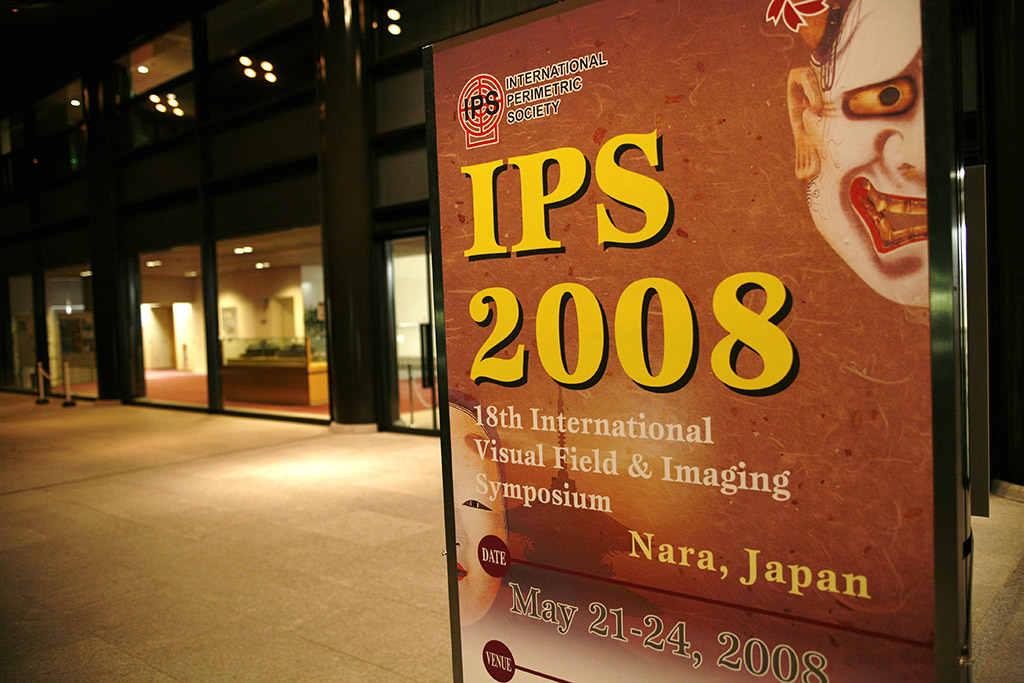 IPS
INTERNATIONAL
PERIMETRIC
SOCIETY
IPS
2008
18th International
Visual Field & Imaging
Symposium
Nara, Japan
DATE
May 21-24, 2008
VENUE